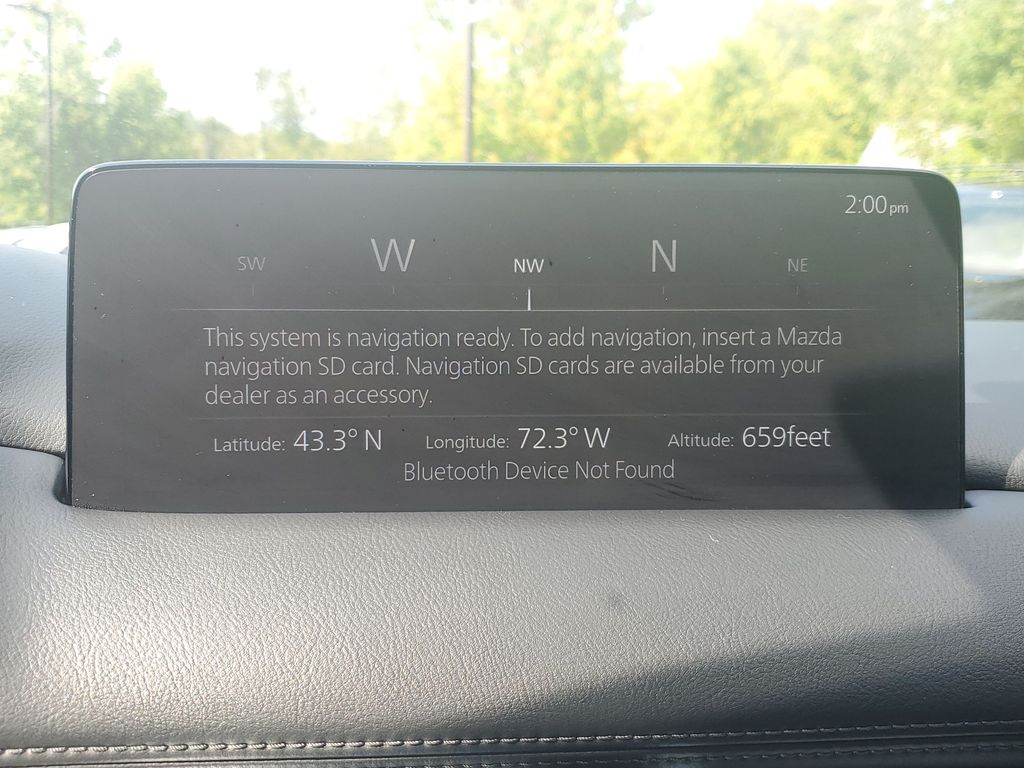 2:00pm
SW W NW N NE
This system is navigation ready. To add navigation, insert a Mazda
navigation SD card. Navigation SD cards are available from your
dealer as an accessory.
Latitude: 43.3° N Longitude: 72.3° W Altitude: 659feet
Bluetooth Device Not Found